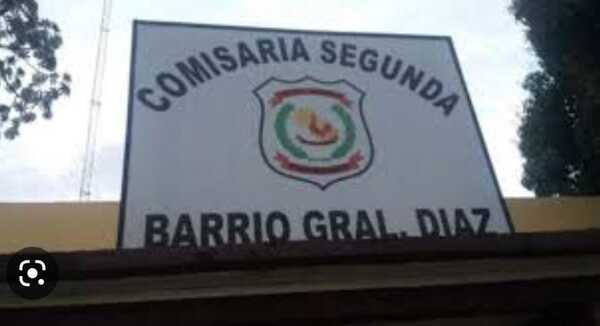 COMISARIA SEGUNDA
BARRIO GRAL. DIAZ